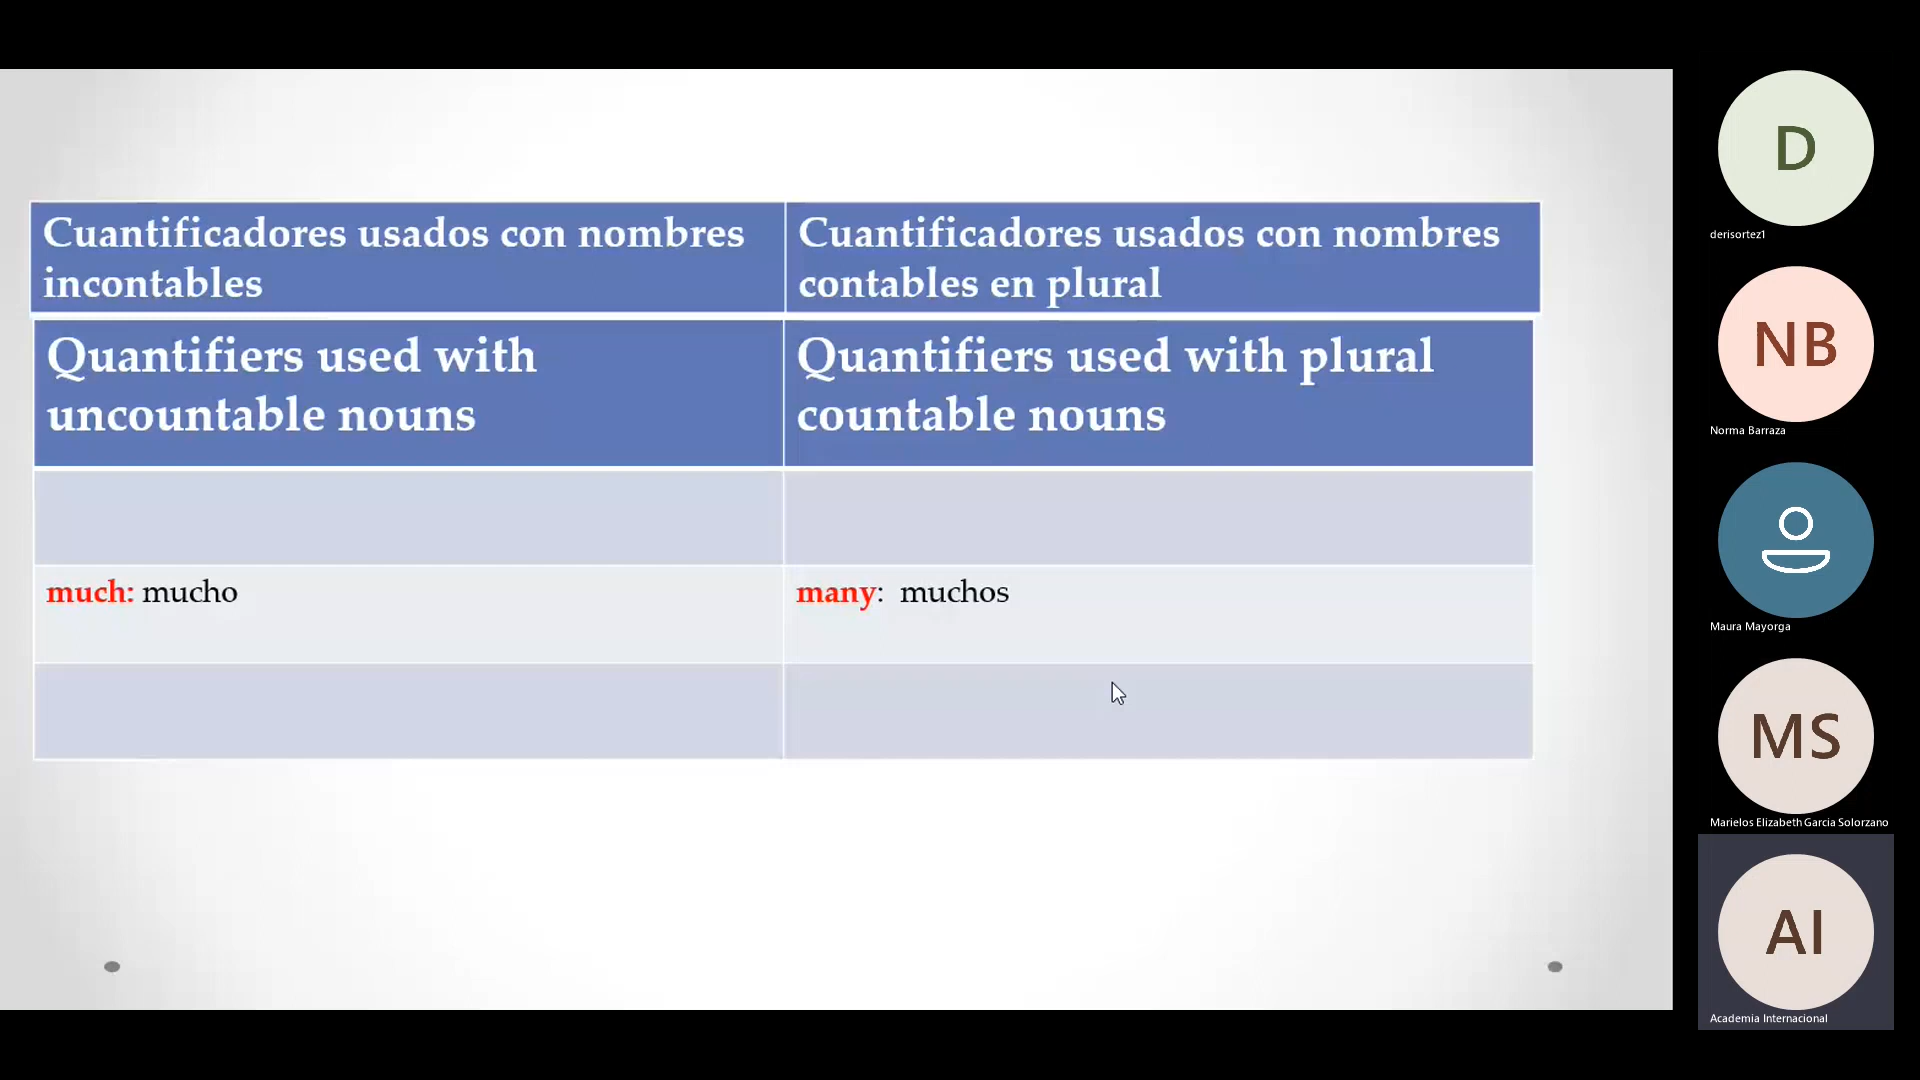 Cuantificadores usados con nombres
incontables
Cuantificadores usados con nombres
contables en plural
Quantifiers used with
uncountable nouns
Quantifiers used with plural
countable nouns
much: mucho
many:  muchos
D
derisortez1
NB
Norma Barraza
Maura Mayorga
MS
Marielos Elizabeth Garcia Solorzano
AI
Academia Internacional